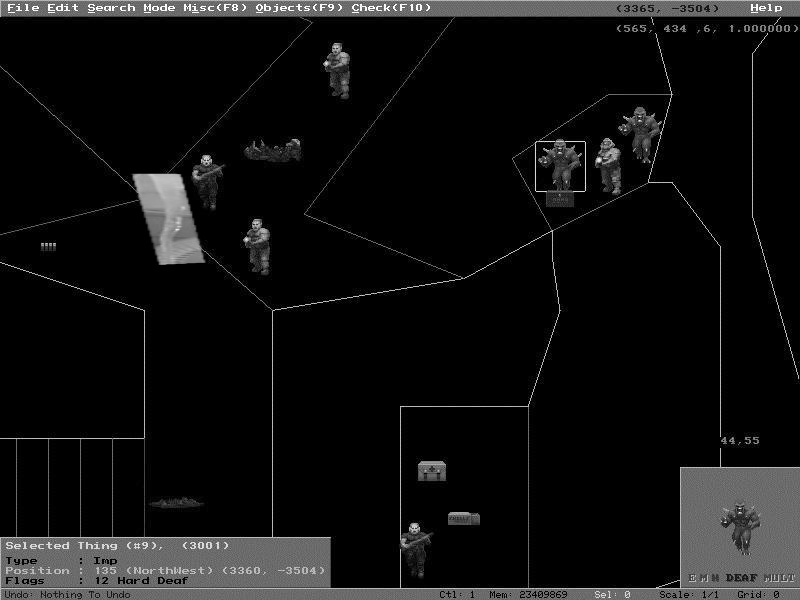 File Edit Search Mode Misc(F8) Objects(F9) Check(F10) (3365, -3504) Help
(565, 434 ,6, 1.000000)
44,55
E M H DEAF MULT
Selected Thing (#9), (3001)
Type : Imp
Position : 135 (NorthWest) (3360, -3504)
Flags : 12 Hard Deaf
Undo: Nothing To Undo Ctl: 1 Mem: 23409869 Sel: 0 Scale: 1/1 Grid: 0